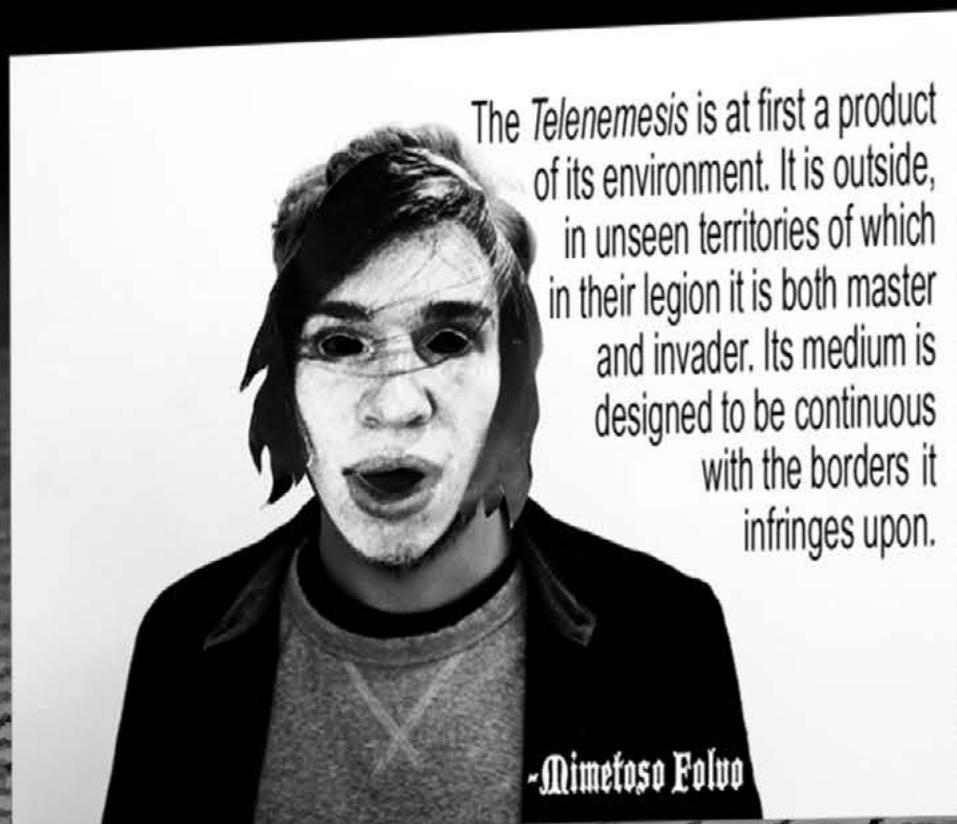 The Telenemesis is at first a product
of its environment. It is outside,
in unseen territories of which
in their legion it is both master
and invader. Its medium is
designed to be continuous
with the borders it
infringes upon.
-Mimetoso Folvo